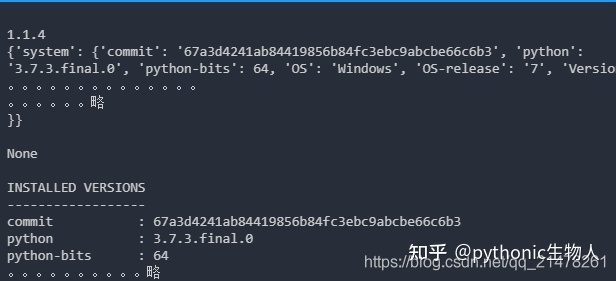 1.1.4
{'system': {'commit': '67a3d4241ab84419856b84fc3ebc9abcbe66c6b3', 'python':
'3.7.3.final.0', 'python-bits': 64, 'OS': 'Windows', 'OS-release': '7', 'Versio
。。。。。。。。。。。。。。
。。。。。。略
}}
None
INSTALLED VERSIONS
------------------
commit : 67a3d4241ab84419856b84fc3ebc9abcbe66c6b3
python : 3.7.3.final.0
python-bits : 64
。。。。。。。。。。略
知乎 @pythonic生物人
https://blog.csdn.net/qq_21478261